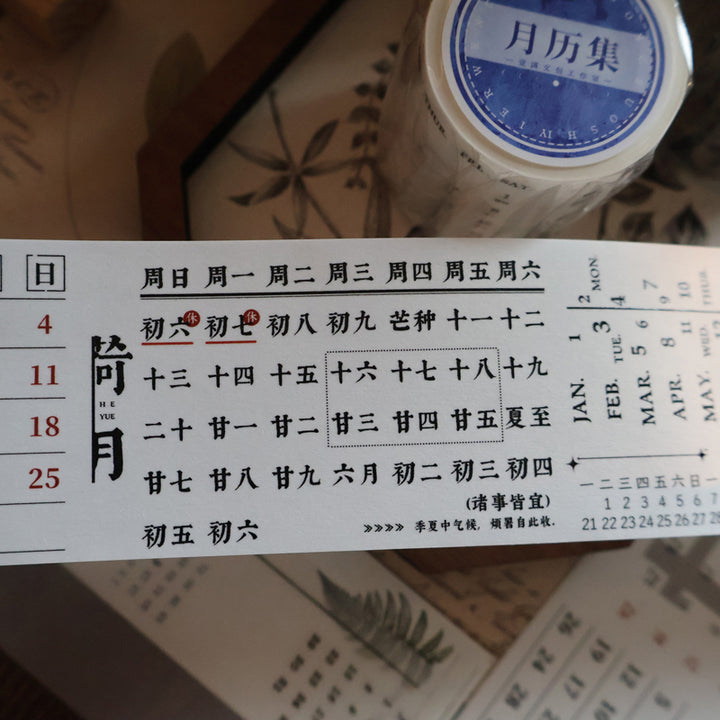 月历集
THUR. FRI. SAT.
日
4
11
18
25
荷
HE
YUE
月
周日 周一 周二 周三 周四 周五 周六
初六休 初七休 初八 初九 芒种 十一 十二
十三 十四 十五 十六 十七 十八 十九
二十 廿一 廿二 廿三 廿四 廿五 夏至
廿七 廿八 廿九 六月 初二 初三 初四
初五 初六
(诸事皆宜)
»»»» 季夏中气候，烦暑自此收.
JAN. 1 2 MON.
FEB. TUE. 3 4
MAR. 5 6 7
APR. 8 9
MAY. WED. 11 10 THUR.
一 二 三 四 五 六 日 一
1 2 3 4 5 6 7
21 22 23 24 25 26 27 28